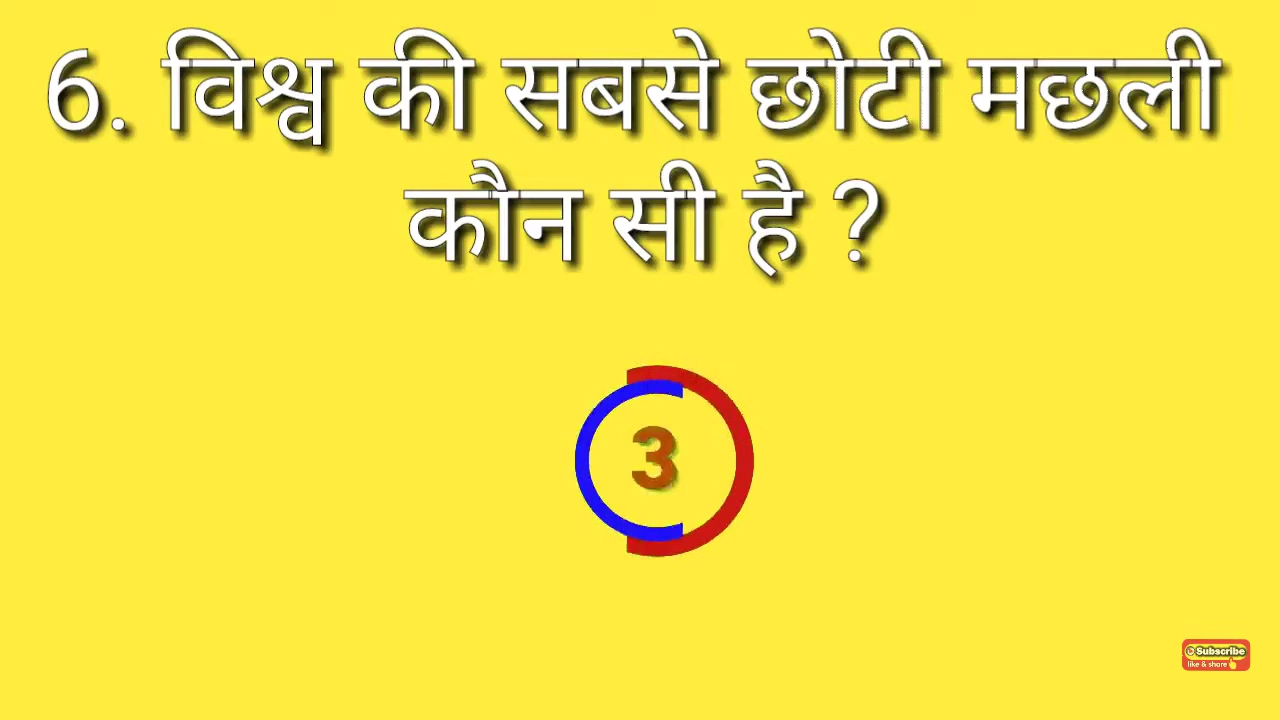 6. विश्व की सबसे छोटी मछली
कौन सी है ?
3
Subscribe
like & share